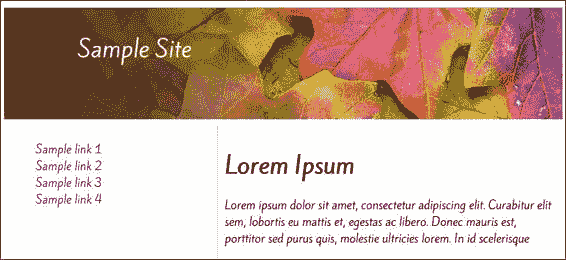 Sample Site
Sample link 1
Sample link 2
Sample link 3
Sample link 4
Lorem Ipsum
Lorem ipsum dolor sit amet, consectetur adipiscing elit. Curabitur elit
sem, lobortis eu mattis et, egestas ac libero. Donec mauris est,
porttitor sed purus quis, molestie ultricies lorem. In id scelerisque